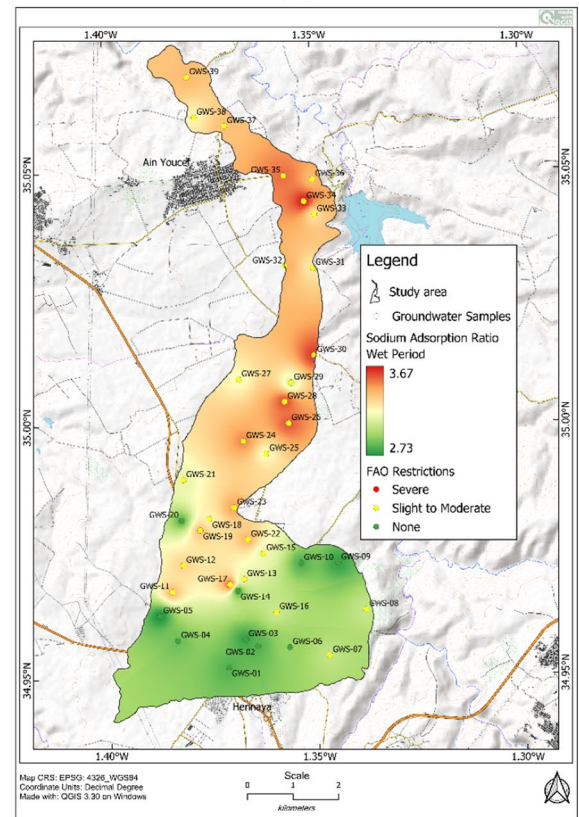 1.40°W
1.35°W
1.30°W
GWS-39
GWS-38
GWS-37
Ain Youcef
35.05°N
35.05°N
GWS-35
GWS-36
GWS-34
GWS-33
GWS-32
GWS-31
Legend
Study area
Groundwater Samples
Sodium Adsorption Ratio
Wet Period
3.67
2.73
FAO Restrictions
Severe
Slight to Moderate
None
GWS-30
GWS-27
GWS-29
GWS-28
GWS-26
35.00°N
35.00°N
GWS-24
GWS-25
GWS-21
GWS-23
GWS-20
GWS-18
GWS-19
GWS-22
GWS-15
GWS-10
GWS-09
GWS-12
GWS-13
GWS-17
GWS-11
GWS-14
GWS-16
GWS-08
GWS-05
GWS-04
GWS-03
GWS-02
GWS-06
GWS-07
GWS-01
34.95°N
34.95°N
Hennaya
1.40°W
1.35°W
1.30°W
Map CRS: EPSG: 4326_WGS84
Coordinate Units: Decimal Degree
Made with: QGIS 3.30 on Windows
Scale
0 1 2
kilometers